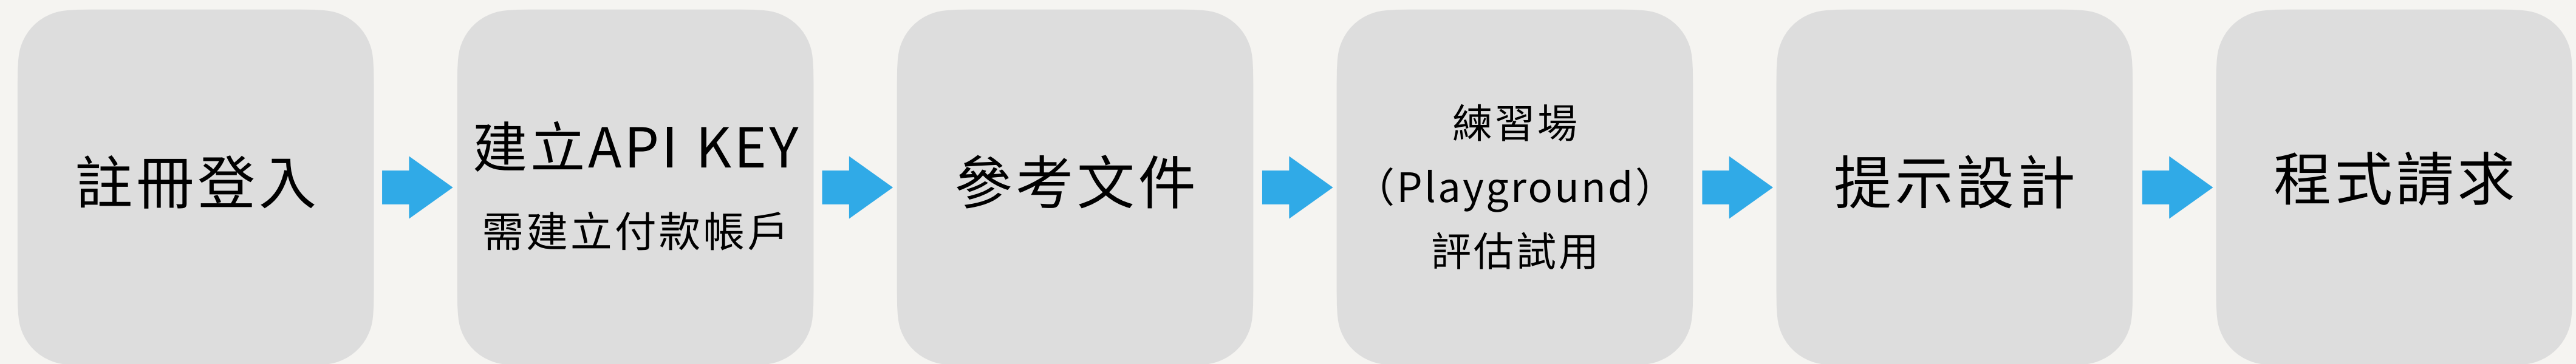 註冊登入
建立API KEY
需建立付款帳戶
參考文件
練習場
（Playground）
評估試用
提示設計
程式請求